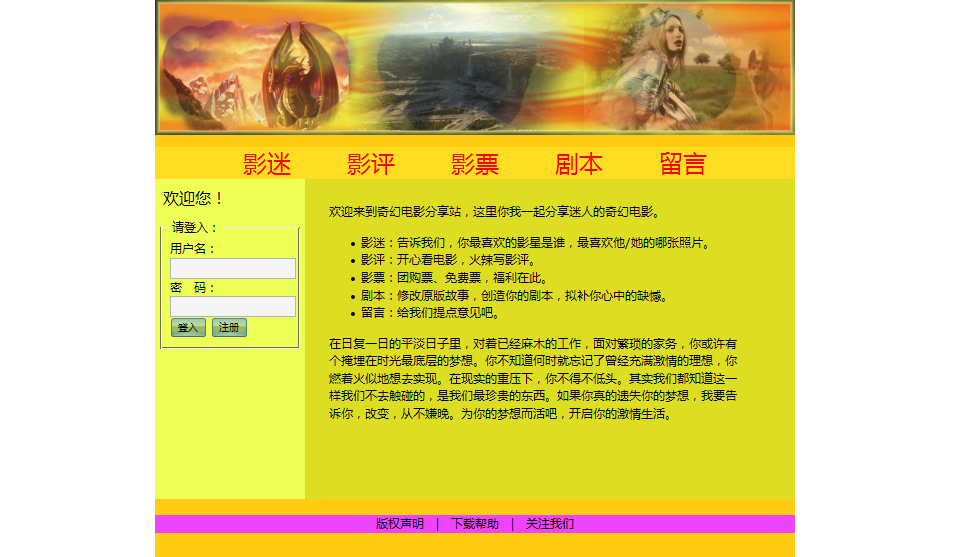 影迷 影评 影票 剧本 留言
欢迎您！
请登入：
用户名：
密 码：
登入 注册
欢迎来到奇幻电影分享站，这里你我一起分享迷人的奇幻电影。
影迷：告诉我们，你最喜欢的影星是谁，最喜欢他/她的哪张照片。
影评：开心看电影，火辣写影评。
影票：团购票、免费票，福利在此。
剧本：修改原版故事，创造你的剧本，拟补你心中的缺憾。
留言：给我们提点意见吧。
在日复一日的平淡日子里，对着已经麻木的工作，面对繁琐的家务，你或许有
个掩埋在时光最底层的梦想。你不知道何时就忘记了曾经充满激情的理想，你
燃着火似地想去实现。在现实的重压下，你不得不低头。其实我们都知道这一
样我们不去触碰的，是我们最珍贵的东西。如果你真的遗失你的梦想，我要告
诉你，改变，从不嫌晚。为你的梦想而活吧，开启你的激情生活。
版权声明 | 下载帮助 | 关注我们